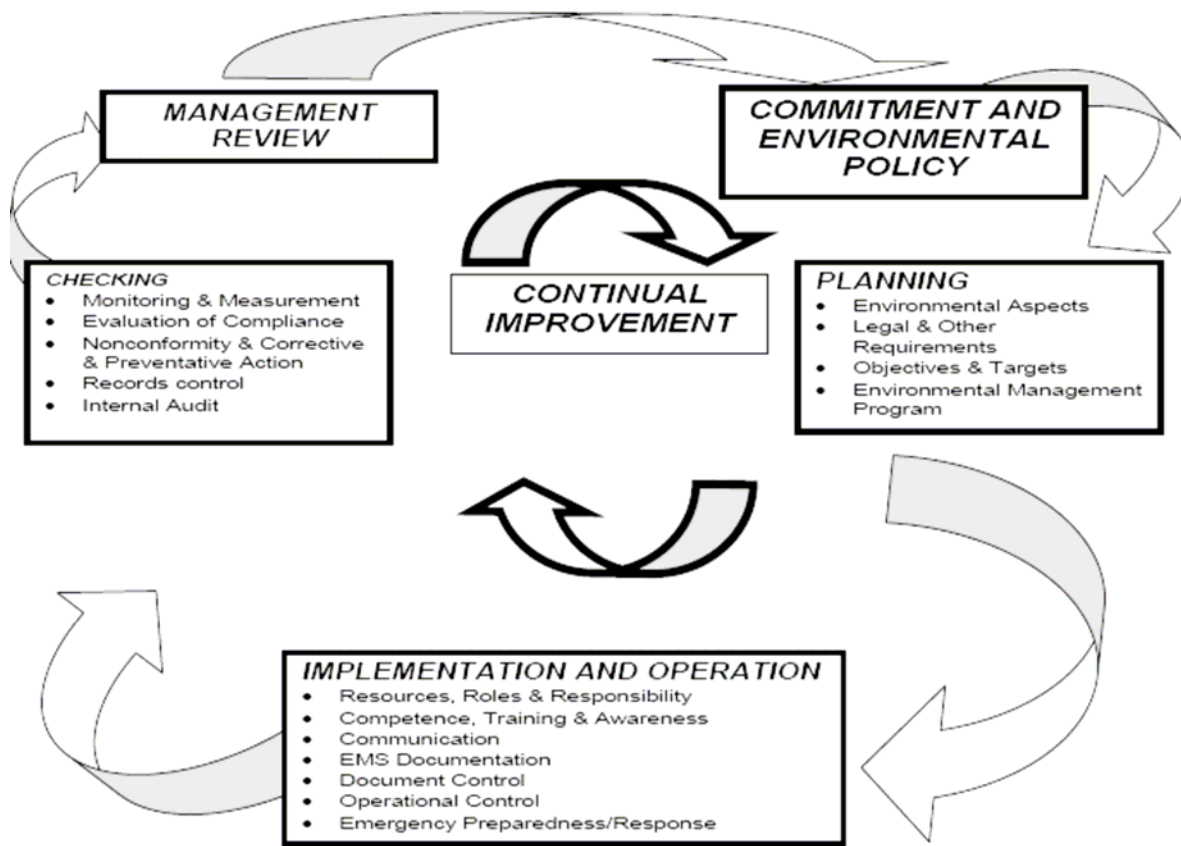 MANAGEMENT
REVIEW
COMMITMENT AND
ENVIRONMENTAL
POLICY
CHECKING
• Monitoring & Measurement
• Evaluation of Compliance
• Nonconformity & Corrective
& Preventative Action
• Records control
• Internal Audit
CONTINUAL
IMPROVEMENT
PLANNING
• Environmental Aspects
• Legal & Other
Requirements
• Objectives & Targets
• Environmental Management
Program
IMPLEMENTATION AND OPERATION
• Resources, Roles & Responsibility
• Competence, Training & Awareness
• Communication
• EMS Documentation
• Document Control
• Operational Control
• Emergency Preparedness/Response